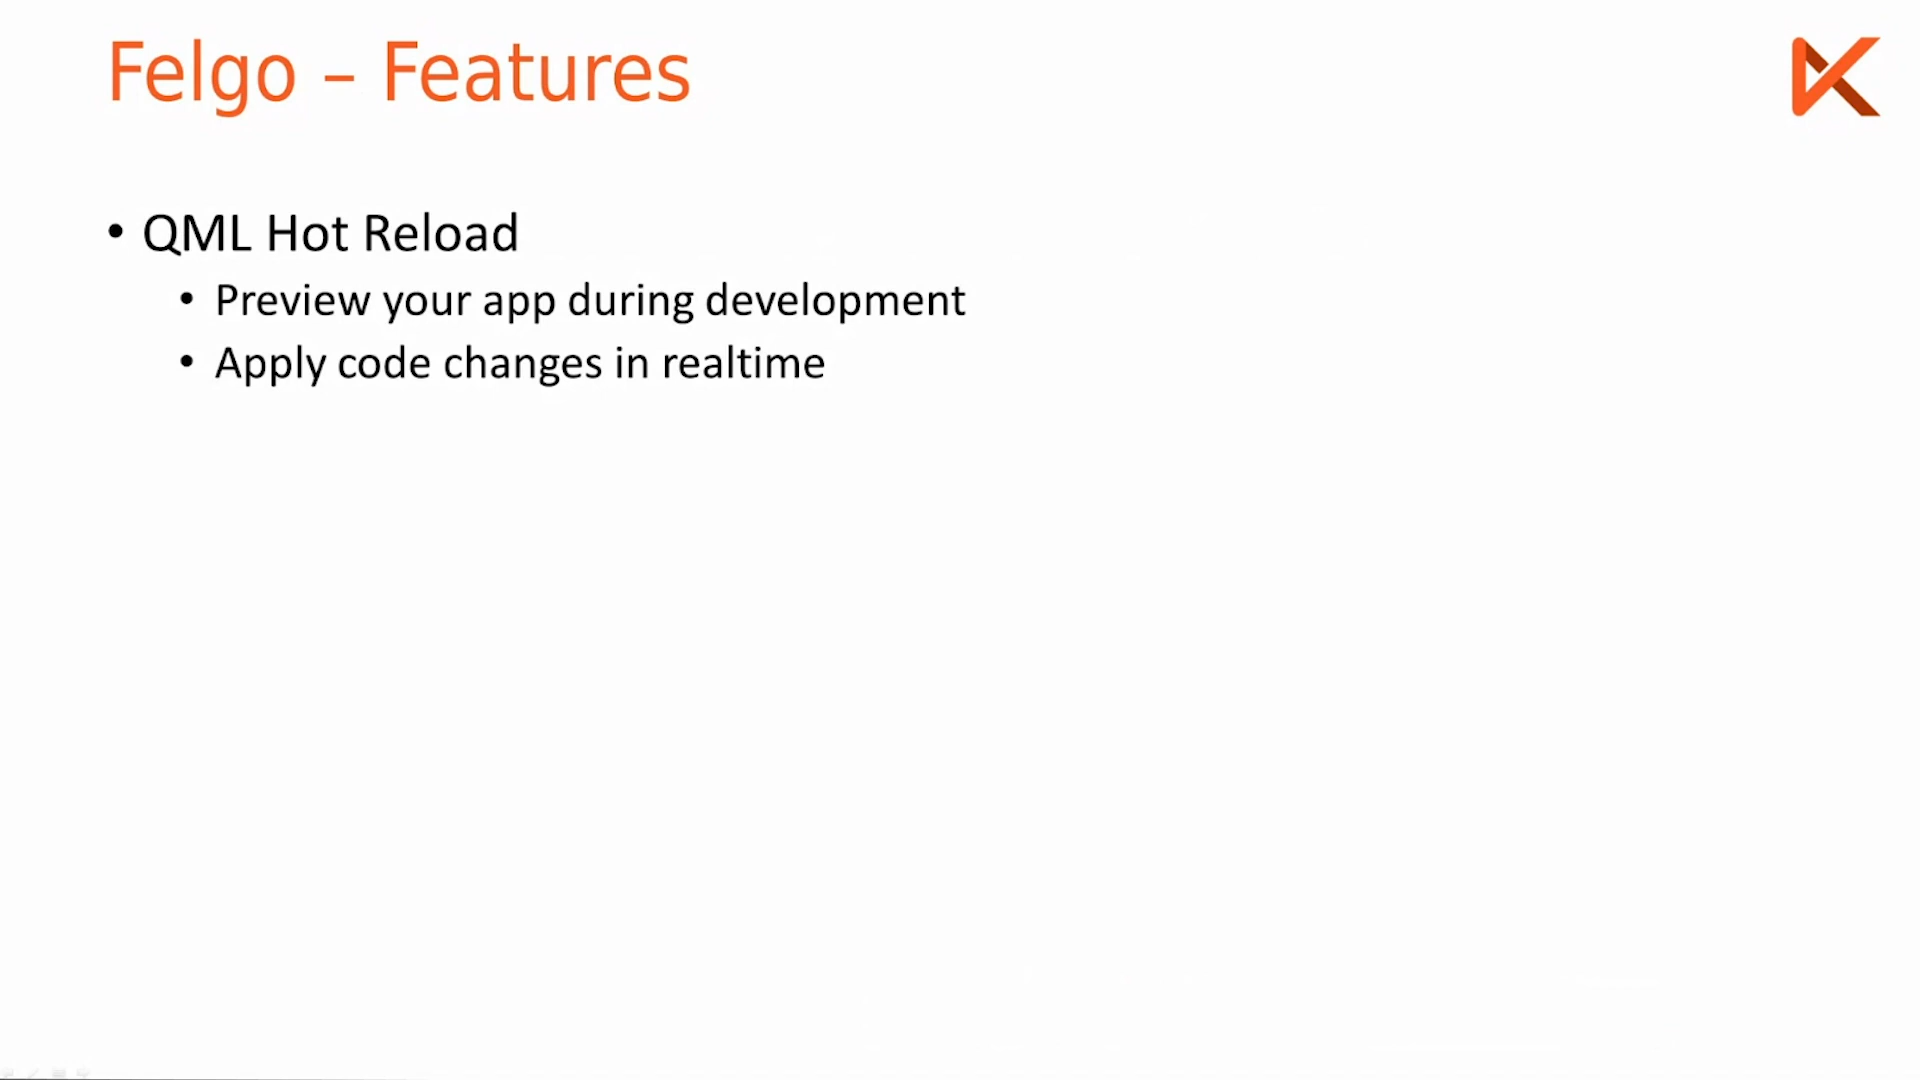 Felgo – Features
• QML Hot Reload
• Preview your app during development
• Apply code changes in realtime